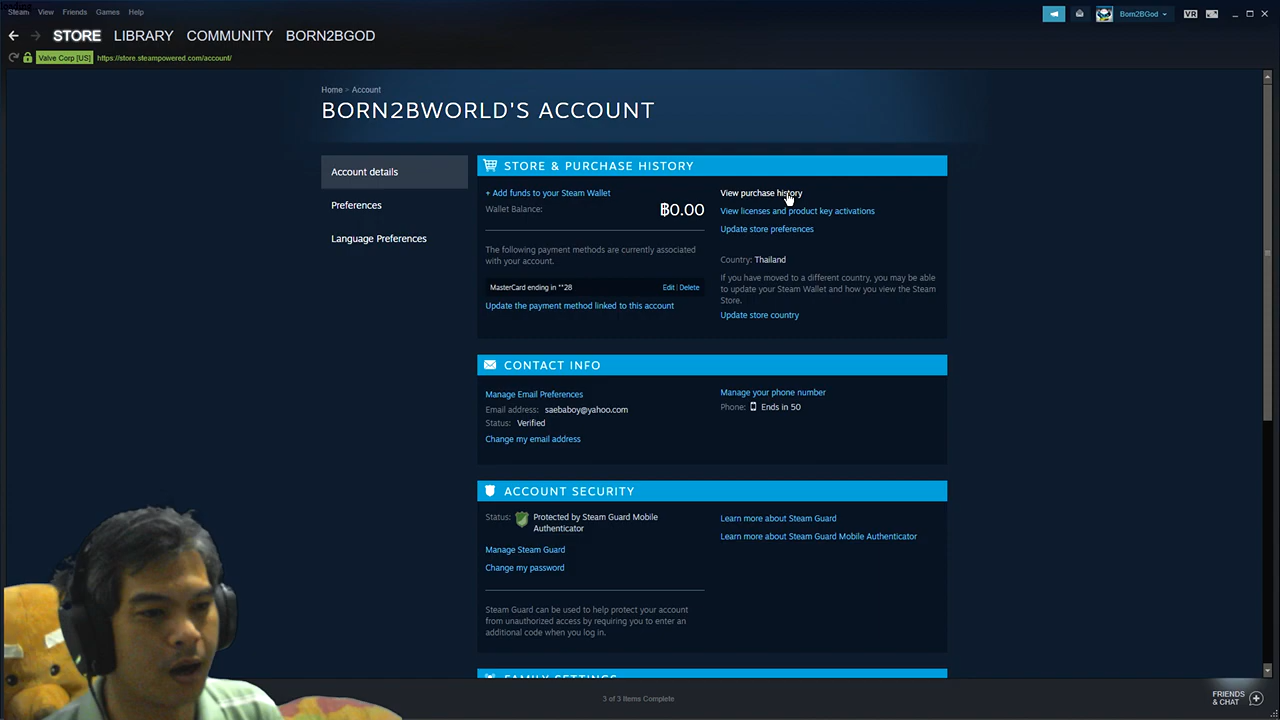 Steam View Friends Games Help
Born2BGod VR
STORE LIBRARY COMMUNITY BORN2BGOD
Valve Corp [US] https://store.steampowered.com/account/
Home > Account
BORN2BWORLD'S ACCOUNT
Account details
Preferences
Language Preferences
STORE & PURCHASE HISTORY
+ Add funds to your Steam Wallet
Wallet Balance: ฿0.00
The following payment methods are currently associated
with your account.
MasterCard ending in **28 Edit | Delete
Update the payment method linked to this account
View purchase history
View licenses and product key activations
Update store preferences
Country: Thailand
If you have moved to a different country, you may be able
to update your Steam Wallet and how you view the Steam
Store.
Update store country
CONTACT INFO
Manage Email Preferences
Email address: saebaboy@yahoo.com
Status: Verified
Change my email address
Manage your phone number
Phone: Ends in 50
ACCOUNT SECURITY
Status: Protected by Steam Guard Mobile
Authenticator
Manage Steam Guard
Change my password
Steam Guard can be used to help protect your account
from unauthorized access by requiring you to enter an
additional code when you log in.
Learn more about Steam Guard
Learn more about Steam Guard Mobile Authenticator
FAMILY SETTINGS
3 of 3 Items Complete
FRIENDS
& CHAT